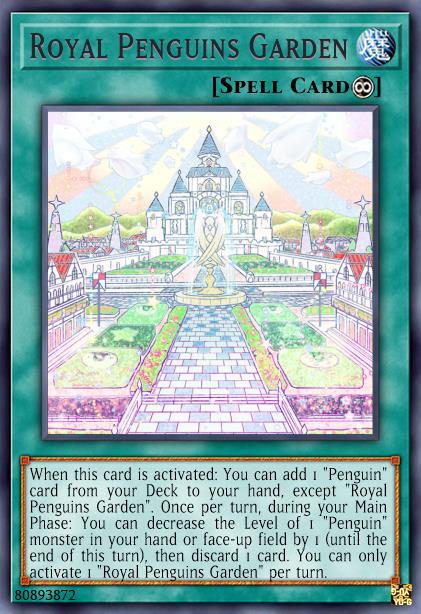 Royal Penguins Garden 魔
[Spell Card]
When this card is activated: You can add 1 "Penguin"
card from your Deck to your hand, except "Royal
Penguins Garden". Once per turn, during your Main
Phase: You can decrease the Level of 1 "Penguin"
monster in your hand or face-up field by 1 (until the
end of this turn), then discard 1 card. You can only
activate 1 "Royal Penguins Garden" per turn.
80893872